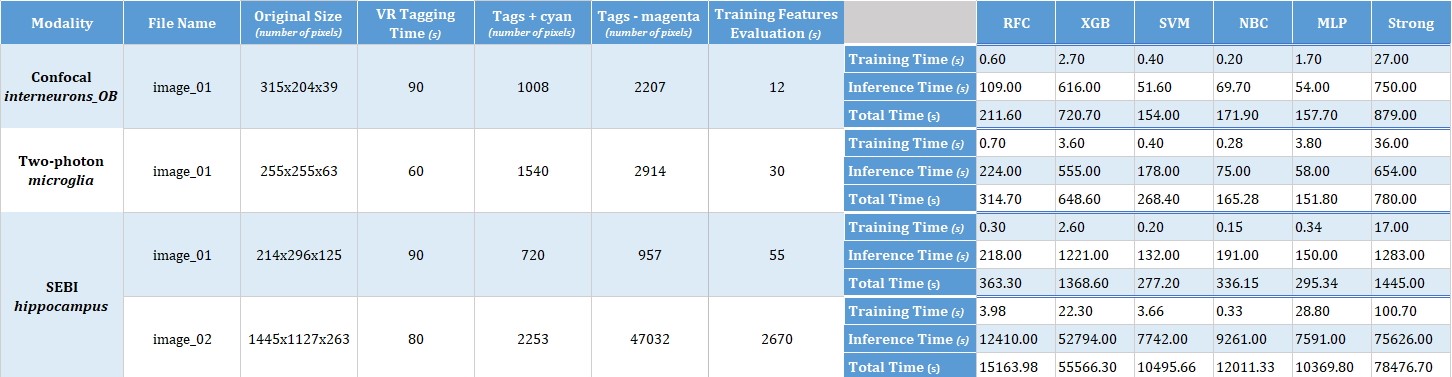 Modality File Name Original Size (number of pixels) VR Tagging Time (s) Tags + cyan (number of pixels) Tags - magenta (number of pixels) Training Features Evaluation (s) RFC XGB SVM NBC MLP Strong
Confocal interneurons_OB image_01 315x204x39 90 1008 2207 12
Training Time (s) 0.60 2.70 0.40 0.20 1.70 27.00
Inference Time (s) 109.00 616.00 51.60 69.70 54.00 750.00
Total Time (s) 211.60 720.70 154.00 171.90 157.70 879.00
Two-photon microglia image_01 255x255x63 60 1540 2914 30
Training Time (s) 0.70 3.60 0.40 0.28 3.80 36.00
Inference Time (s) 224.00 555.00 178.00 75.00 58.00 654.00
Total Time (s) 314.70 648.60 268.40 165.28 151.80 780.00
SEBI hippocampus image_01 214x296x125 90 720 957 55
Training Time (s) 0.30 2.60 0.20 0.15 0.34 17.00
Inference Time (s) 218.00 1221.00 132.00 191.00 150.00 1283.00
Total Time (s) 363.30 1368.60 277.20 336.15 295.34 1445.00
image_02 1445x1127x263 80 2253 47032 2670
Training Time (s) 3.98 22.30 3.66 0.33 28.80 100.70
Inference Time (s) 12410.00 52794.00 7742.00 9261.00 7591.00 75626.00
Total Time (s) 15163.98 55566.30 10495.66 12011.33 10369.80 78476.70